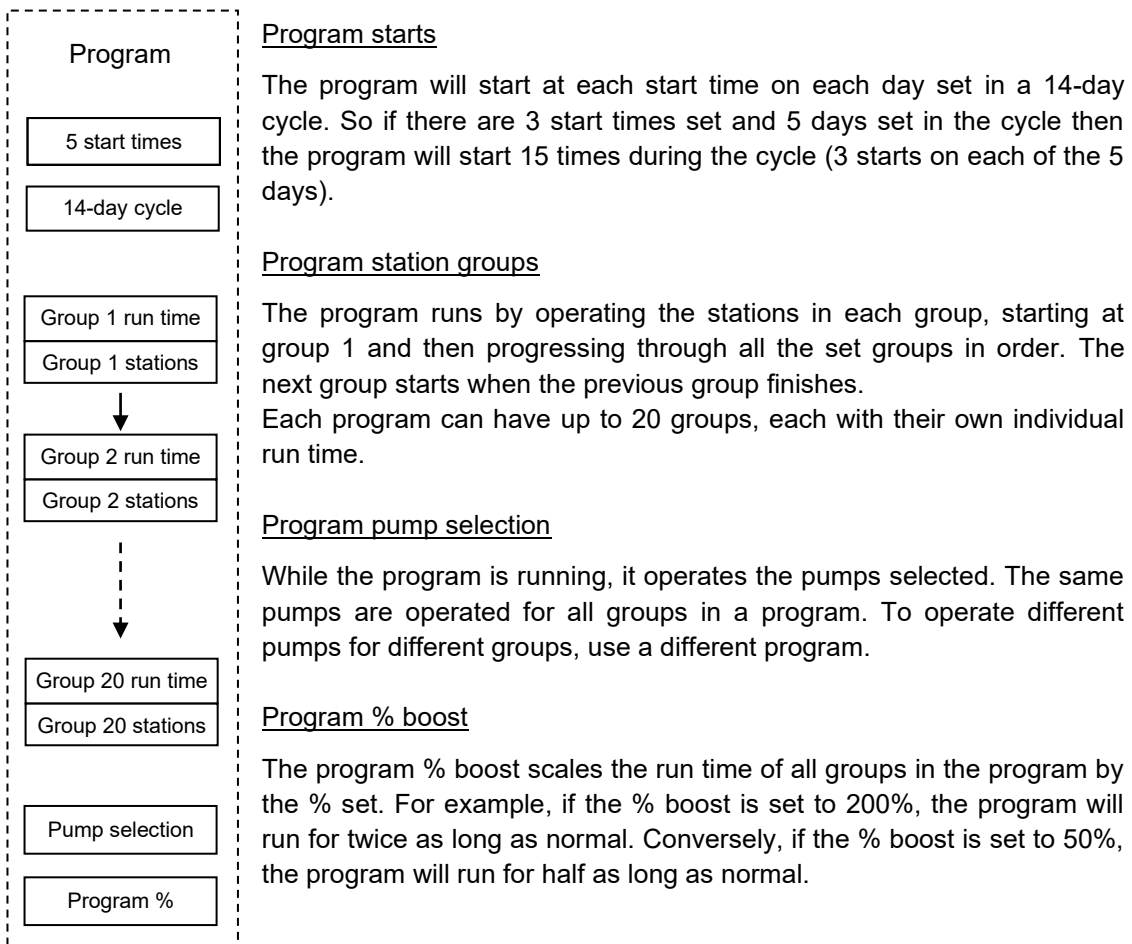 Program
5 start times
14-day cycle
Group 1 run time
Group 1 stations
Group 2 run time
Group 2 stations
Group 20 run time
Group 20 stations
Pump selection
Program %
Program starts
The program will start at each start time on each day set in a 14-day
cycle. So if there are 3 start times set and 5 days set in the cycle then
the program will start 15 times during the cycle (3 starts on each of the 5
days).
Program station groups
The program runs by operating the stations in each group, starting at
group 1 and then progressing through all the set groups in order. The
next group starts when the previous group finishes.
Each program can have up to 20 groups, each with their own individual
run time.
Program pump selection
While the program is running, it operates the pumps selected. The same
pumps are operated for all groups in a program. To operate different
pumps for different groups, use a different program.
Program % boost
The program % boost scales the run time of all groups in the program by
the % set. For example, if the % boost is set to 200%, the program will
run for twice as long as normal. Conversely, if the % boost is set to 50%,
the program will run for half as long as normal.